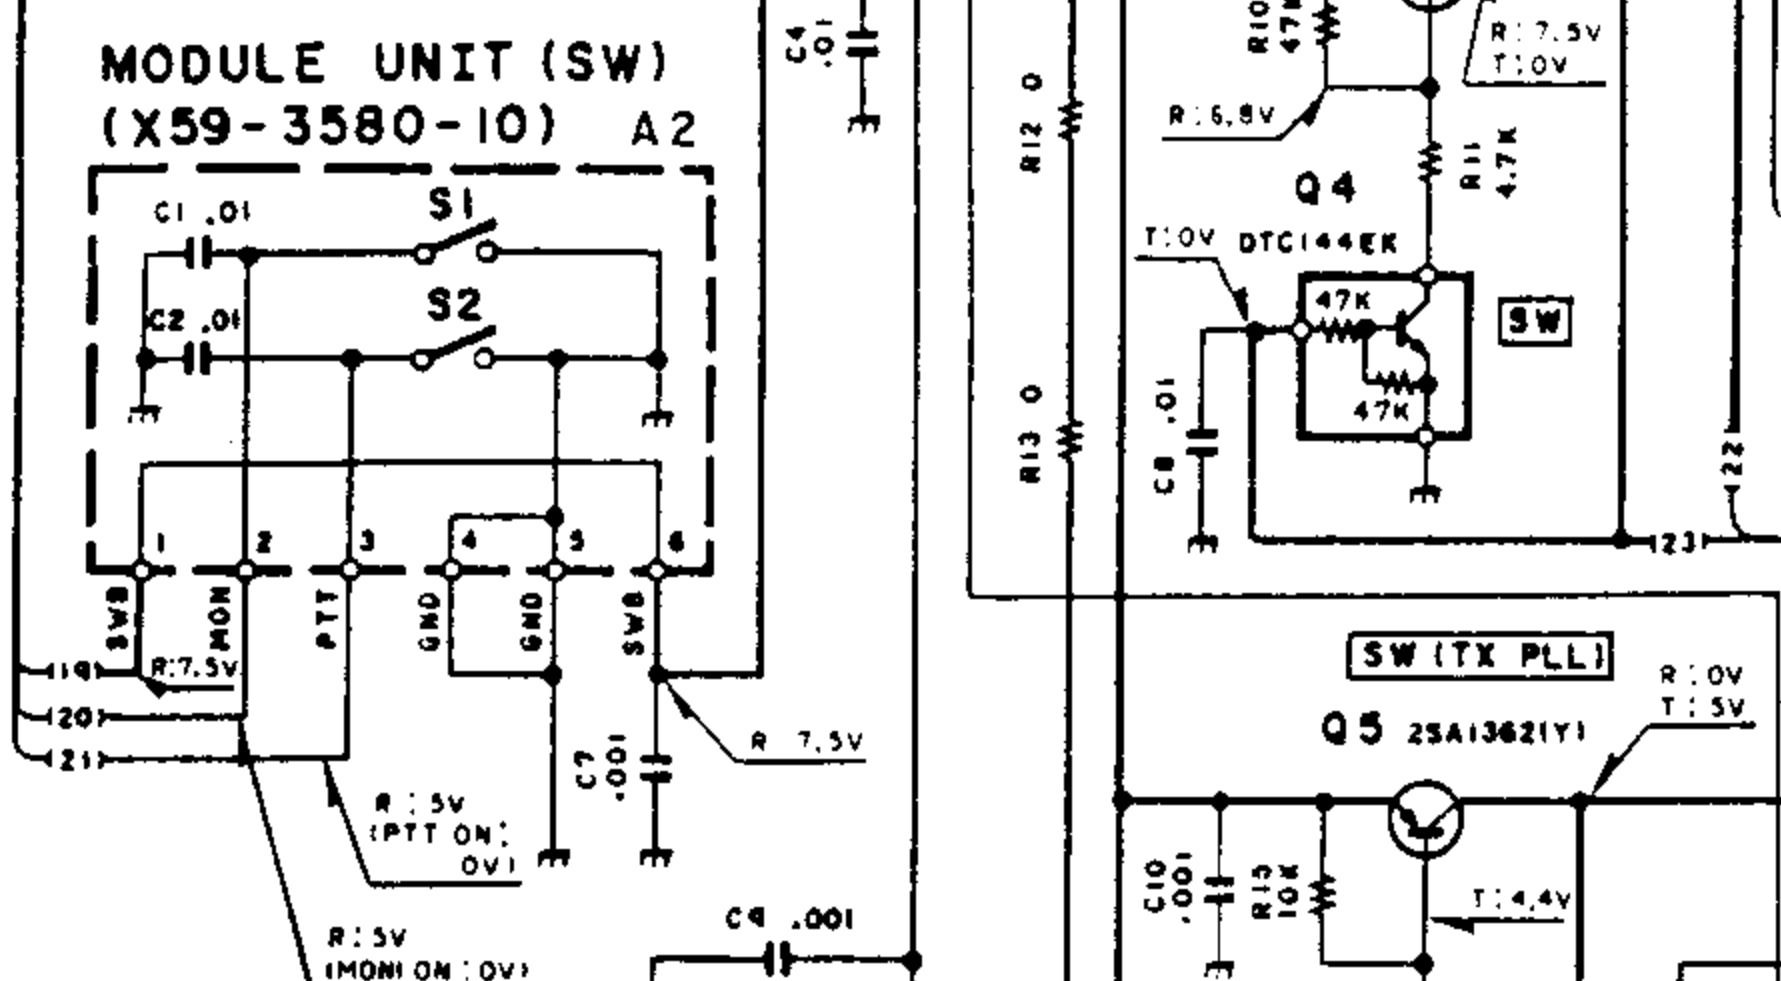 MODULE UNIT (SW)
(X59-3580-10) A2
C1 .01
S1
C2 .01
S2
1 2 3 4 5 6
SWB
MON
PTT
GND
GND
SWB
19
R:7.5V
20
21
R : 5V
(PTT ON:
0V)
R : 5V
(MONI ON : 0V)
C7
.001
R 7.5V
C9 .001
C4
.01
R12 0
R13 0
47K
R:6.8V
R:7.5V
T:0V
R11
4.7K
Q4
T:0V DTC144EK
47K
47K
SW
C8 .01
22
23
SW (TX PLL)
R : 0V
T : 5V
Q5 2SA1362(Y)
C10
.001
R15
10K
T:4.4V